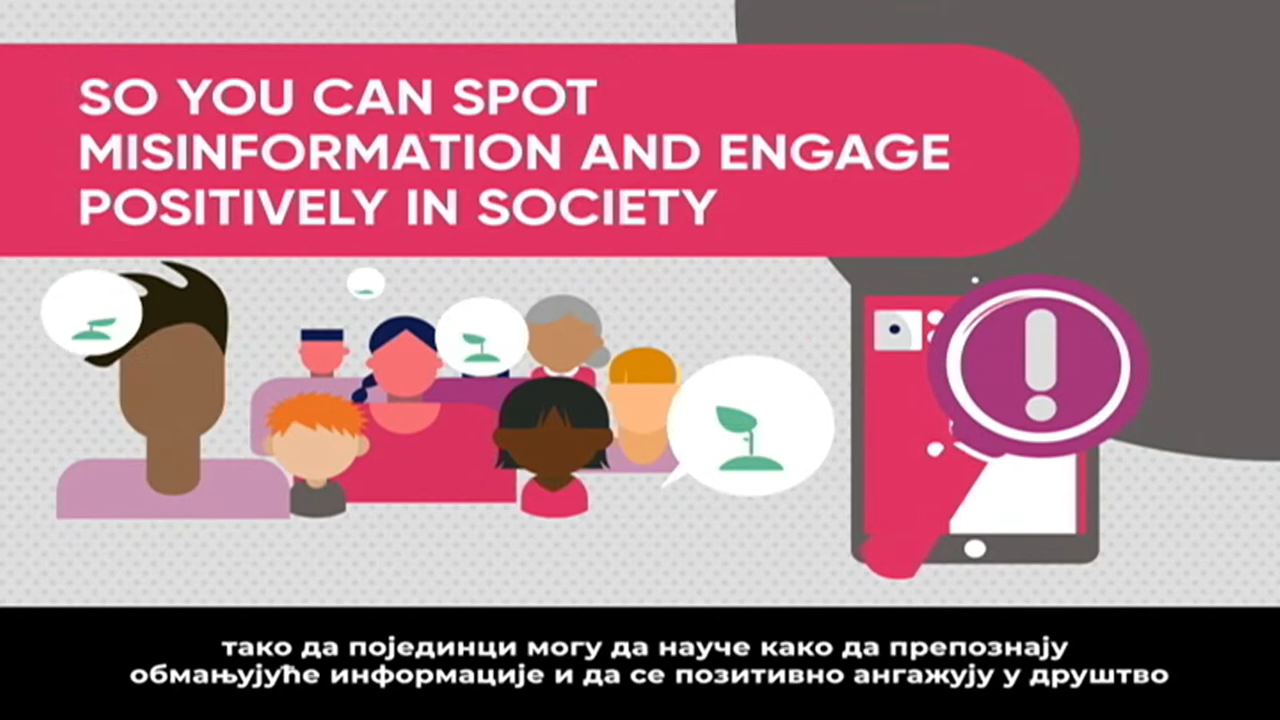 SO YOU CAN SPOT
MISINFORMATION AND ENGAGE
POSITIVELY IN SOCIETY
тако да појединци могу да науче како да препознају
обмањујуће информације и да се позитивно ангажују у друштво